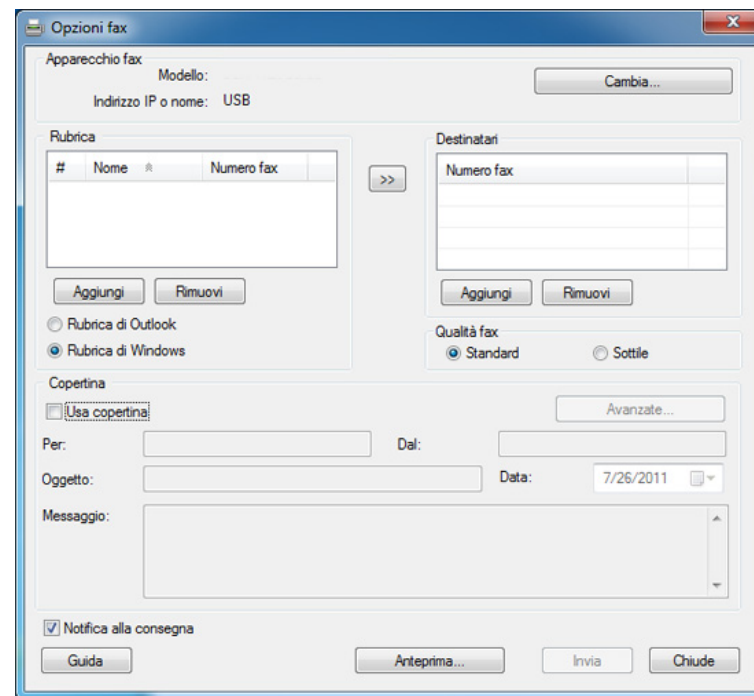 Opzioni fax
Apparecchio fax
Modello:
Cambia...
Indirizzo IP o nome: USB
Rubrica
# Nome Numero fax
>>
Destinatari
Numero fax
Aggiungi Rimuovi
Aggiungi Rimuovi
Rubrica di Outlook
Rubrica di Windows
Qualità fax
Standard Sottile
Copertina
Usa copertina
Avanzate...
Per: Dal:
Oggetto: Data: 7/26/2011
Messaggio:
Notifica alla consegna
Guida Anteprima... Invia Chiude